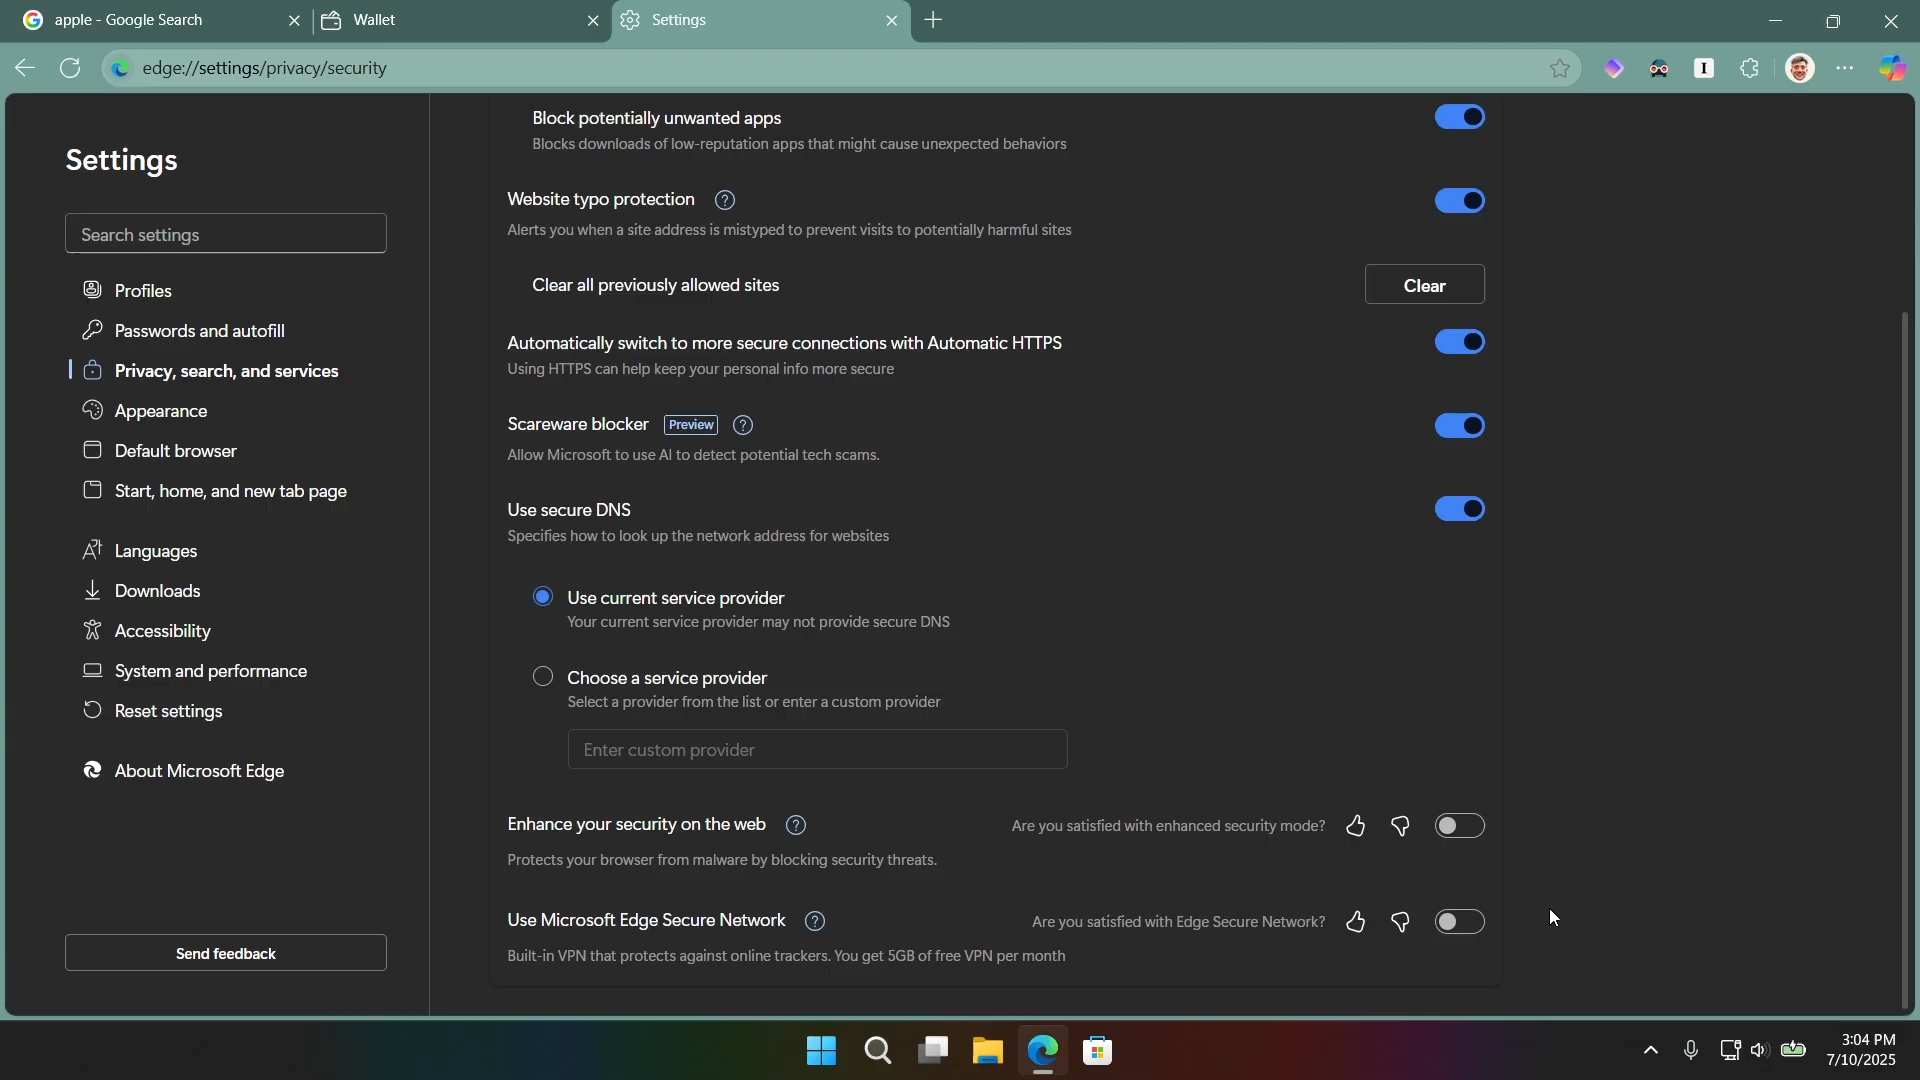 apple - Google Search
Wallet
Settings
edge://settings/privacy/security
Settings
Search settings
Profiles
Passwords and autofill
Privacy, search, and services
Appearance
Default browser
Start, home, and new tab page
Languages
Downloads
Accessibility
System and performance
Reset settings
About Microsoft Edge
Send feedback
Block potentially unwanted apps
Blocks downloads of low-reputation apps that might cause unexpected behaviors
Website typo protection
Alerts you when a site address is mistyped to prevent visits to potentially harmful sites
Clear all previously allowed sites
Clear
Automatically switch to more secure connections with Automatic HTTPS
Using HTTPS can help keep your personal info more secure
Scareware blocker Preview
Allow Microsoft to use AI to detect potential tech scams.
Use secure DNS
Specifies how to look up the network address for websites
Use current service provider
Your current service provider may not provide secure DNS
Choose a service provider
Select a provider from the list or enter a custom provider
Enter custom provider
Enhance your security on the web
Are you satisfied with enhanced security mode?
Protects your browser from malware by blocking security threats.
Use Microsoft Edge Secure Network
Are you satisfied with Edge Secure Network?
Built-in VPN that protects against online trackers. You get 5GB of free VPN per month
3:04 PM
7/10/2025